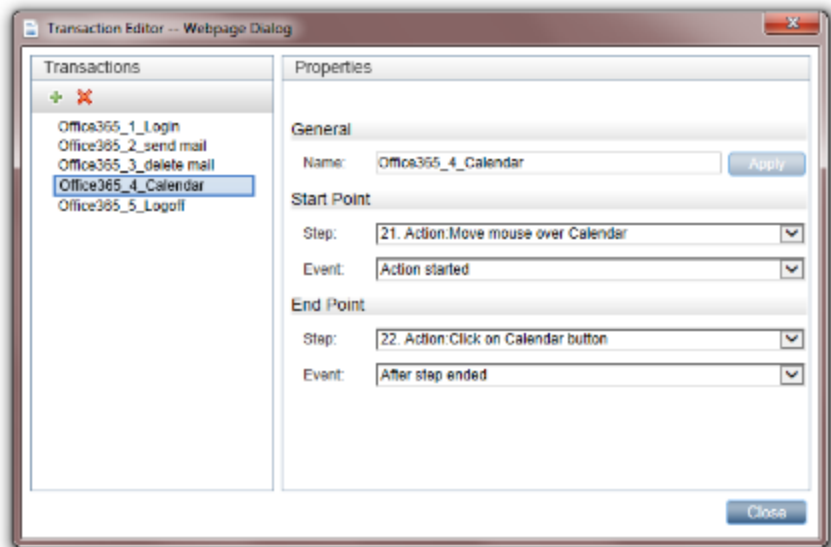 Transaction Editor -- Webpage Dialog
Transactions
Office365_1_Login
Office365_2_send mail
Office365_3_delete mail
Office365_4_Calendar
Office365_5_Logoff
Properties
General
Name: Office365_4_Calendar Apply
Start Point
Step: 21. Action:Move mouse over Calendar
Event: Action started
End Point
Step: 22. Action:Click on Calendar button
Event: After step ended
Close